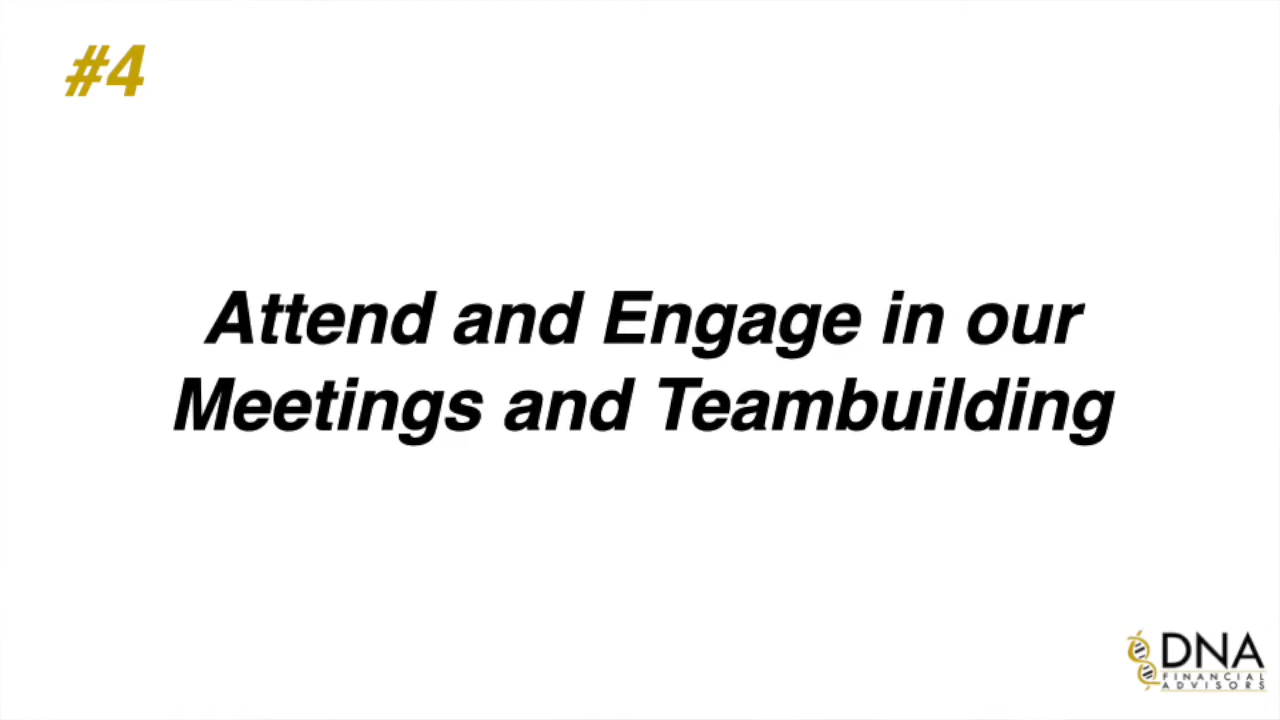 #4
Attend and Engage in our
Meetings and Teambuilding
DNA
FINANCIAL
ADVISORS